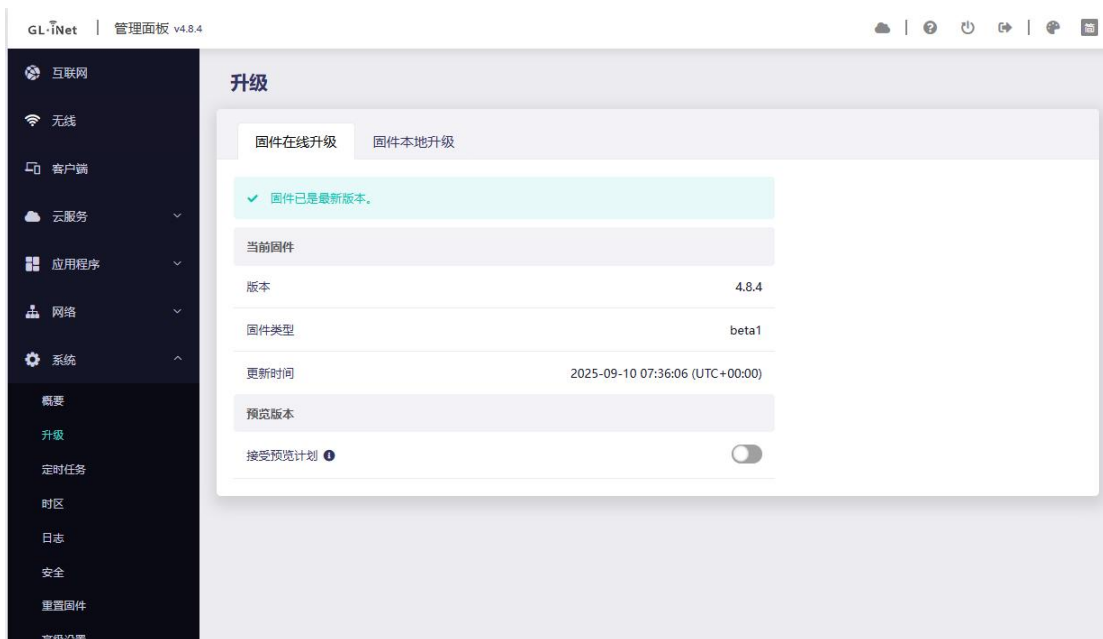 GL·iNet | 管理面板 v4.8.4
简
互联网
无线
客户端
云服务
应用程序
网络
系统
概要
升级
定时任务
时区
日志
安全
重置固件
高级设置
升级
固件在线升级 固件本地升级
固件已是最新版本。
当前固件
版本 4.8.4
固件类型 beta1
更新时间 2025-09-10 07:36:06 (UTC+00:00)
预览版本
接受预览计划